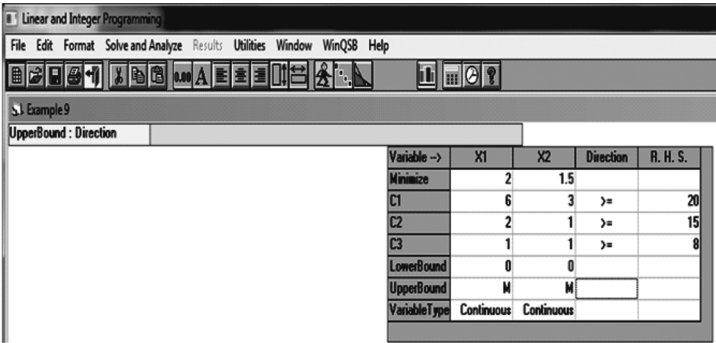 Linear and Integer Programming
File Edit Format Solve and Analyze Results Utilities Window WinQSB Help
0.00 A
Example 9
UpperBound : Direction
Variable --> X1 X2 Direction R. H. S.
Minimize 2 1.5
C1 6 3 >= 20
C2 2 1 >= 15
C3 1 1 >= 8
LowerBound 0 0
UpperBound M M
VariableType Continuous Continuous